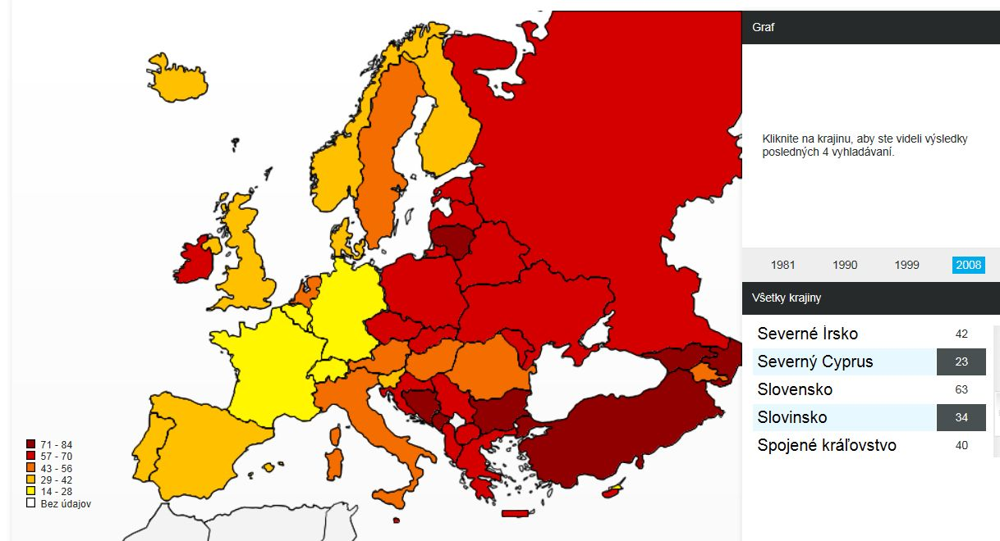 Graf
Kliknite na krajinu, aby ste videli výsledky
posledných 4 vyhladávaní.
1981 1990 1999 2008
Všetky krajiny
Severné Írsko 42
Severný Cyprus 23
Slovensko 63
Slovinsko 34
Spojené kráľovstvo 40
71 - 84
57 - 70
43 - 56
29 - 42
14 - 28
Bez údajov